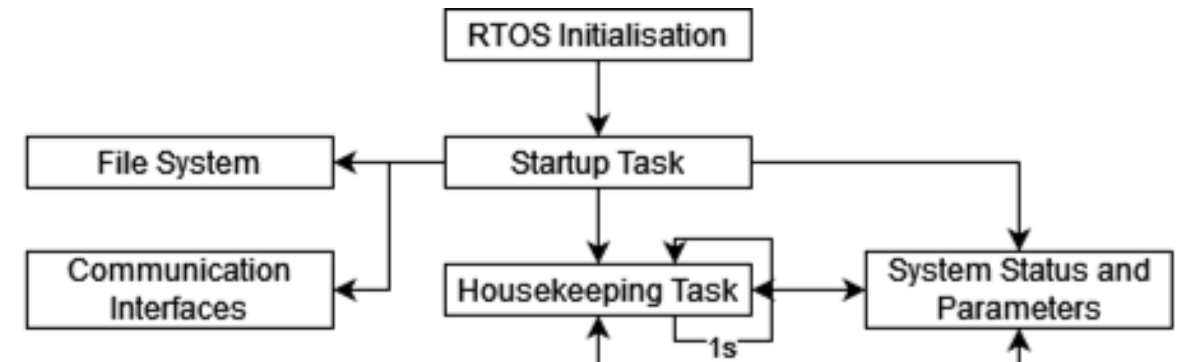 RTOS Initialisation
File System
Startup Task
Communication
Interfaces
Housekeeping Task
System Status and
Parameters
1s